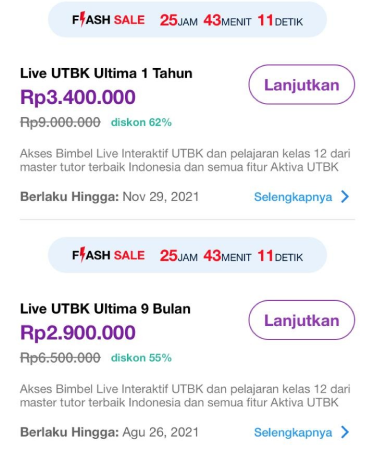 FLASH SALE 25JAM 43MENIT 11DETIK
Live UTBK Ultima 1 Tahun
Lanjutkan
Rp3.400.000
Rp9.000.000 diskon 62%
Akses Bimbel Live Interaktif UTBK dan pelajaran kelas 12 dari
master tutor terbaik Indonesia dan semua fitur Aktiva UTBK
Berlaku Hingga: Nov 29, 2021 Selengkapnya
FLASH SALE 25JAM 43MENIT 11DETIK
Live UTBK Ultima 9 Bulan
Lanjutkan
Rp2.900.000
Rp6.500.000 diskon 55%
Akses Bimbel Live Interaktif UTBK dan pelajaran kelas 12 dari
master tutor terbaik Indonesia dan semua fitur Aktiva UTBK
Berlaku Hingga: Agu 26, 2021 Selengkapnya